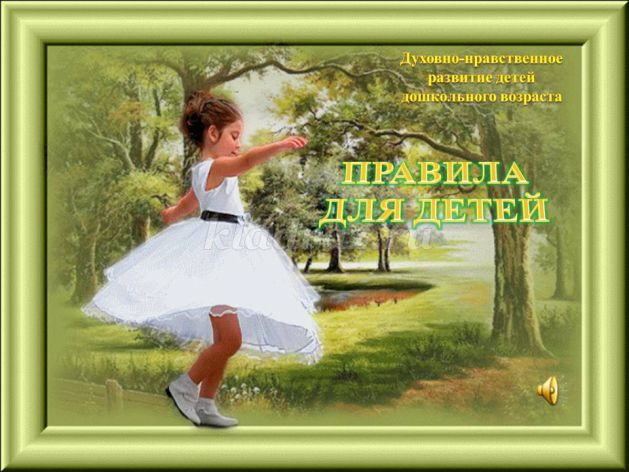 Духовно-нравственное
развитие детей
дошкольного возраста
ПРАВИЛА
ДЛЯ ДЕТЕЙ